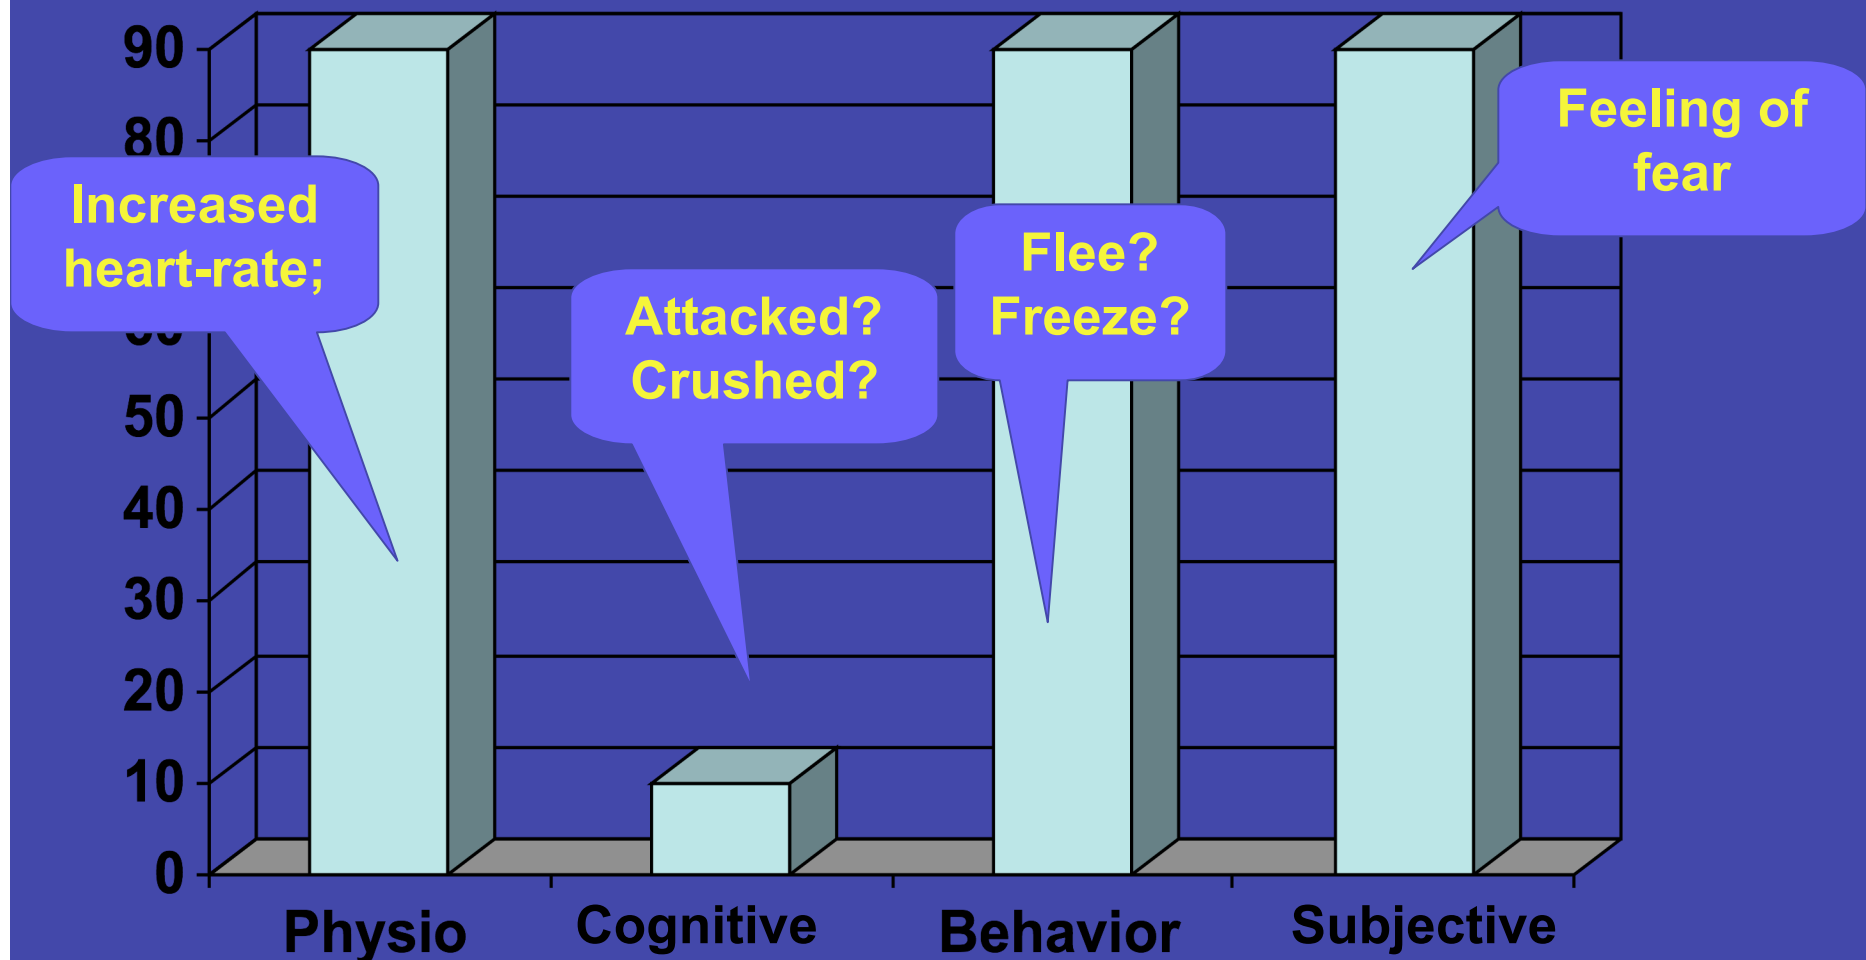 90
80
Increased
heart-rate;
Attacked?
Crushed?
Flee?
Freeze?
Feeling of
fear
60
50
40
30
20
10
0
Physio
Cognitive
Behavior
Subjective